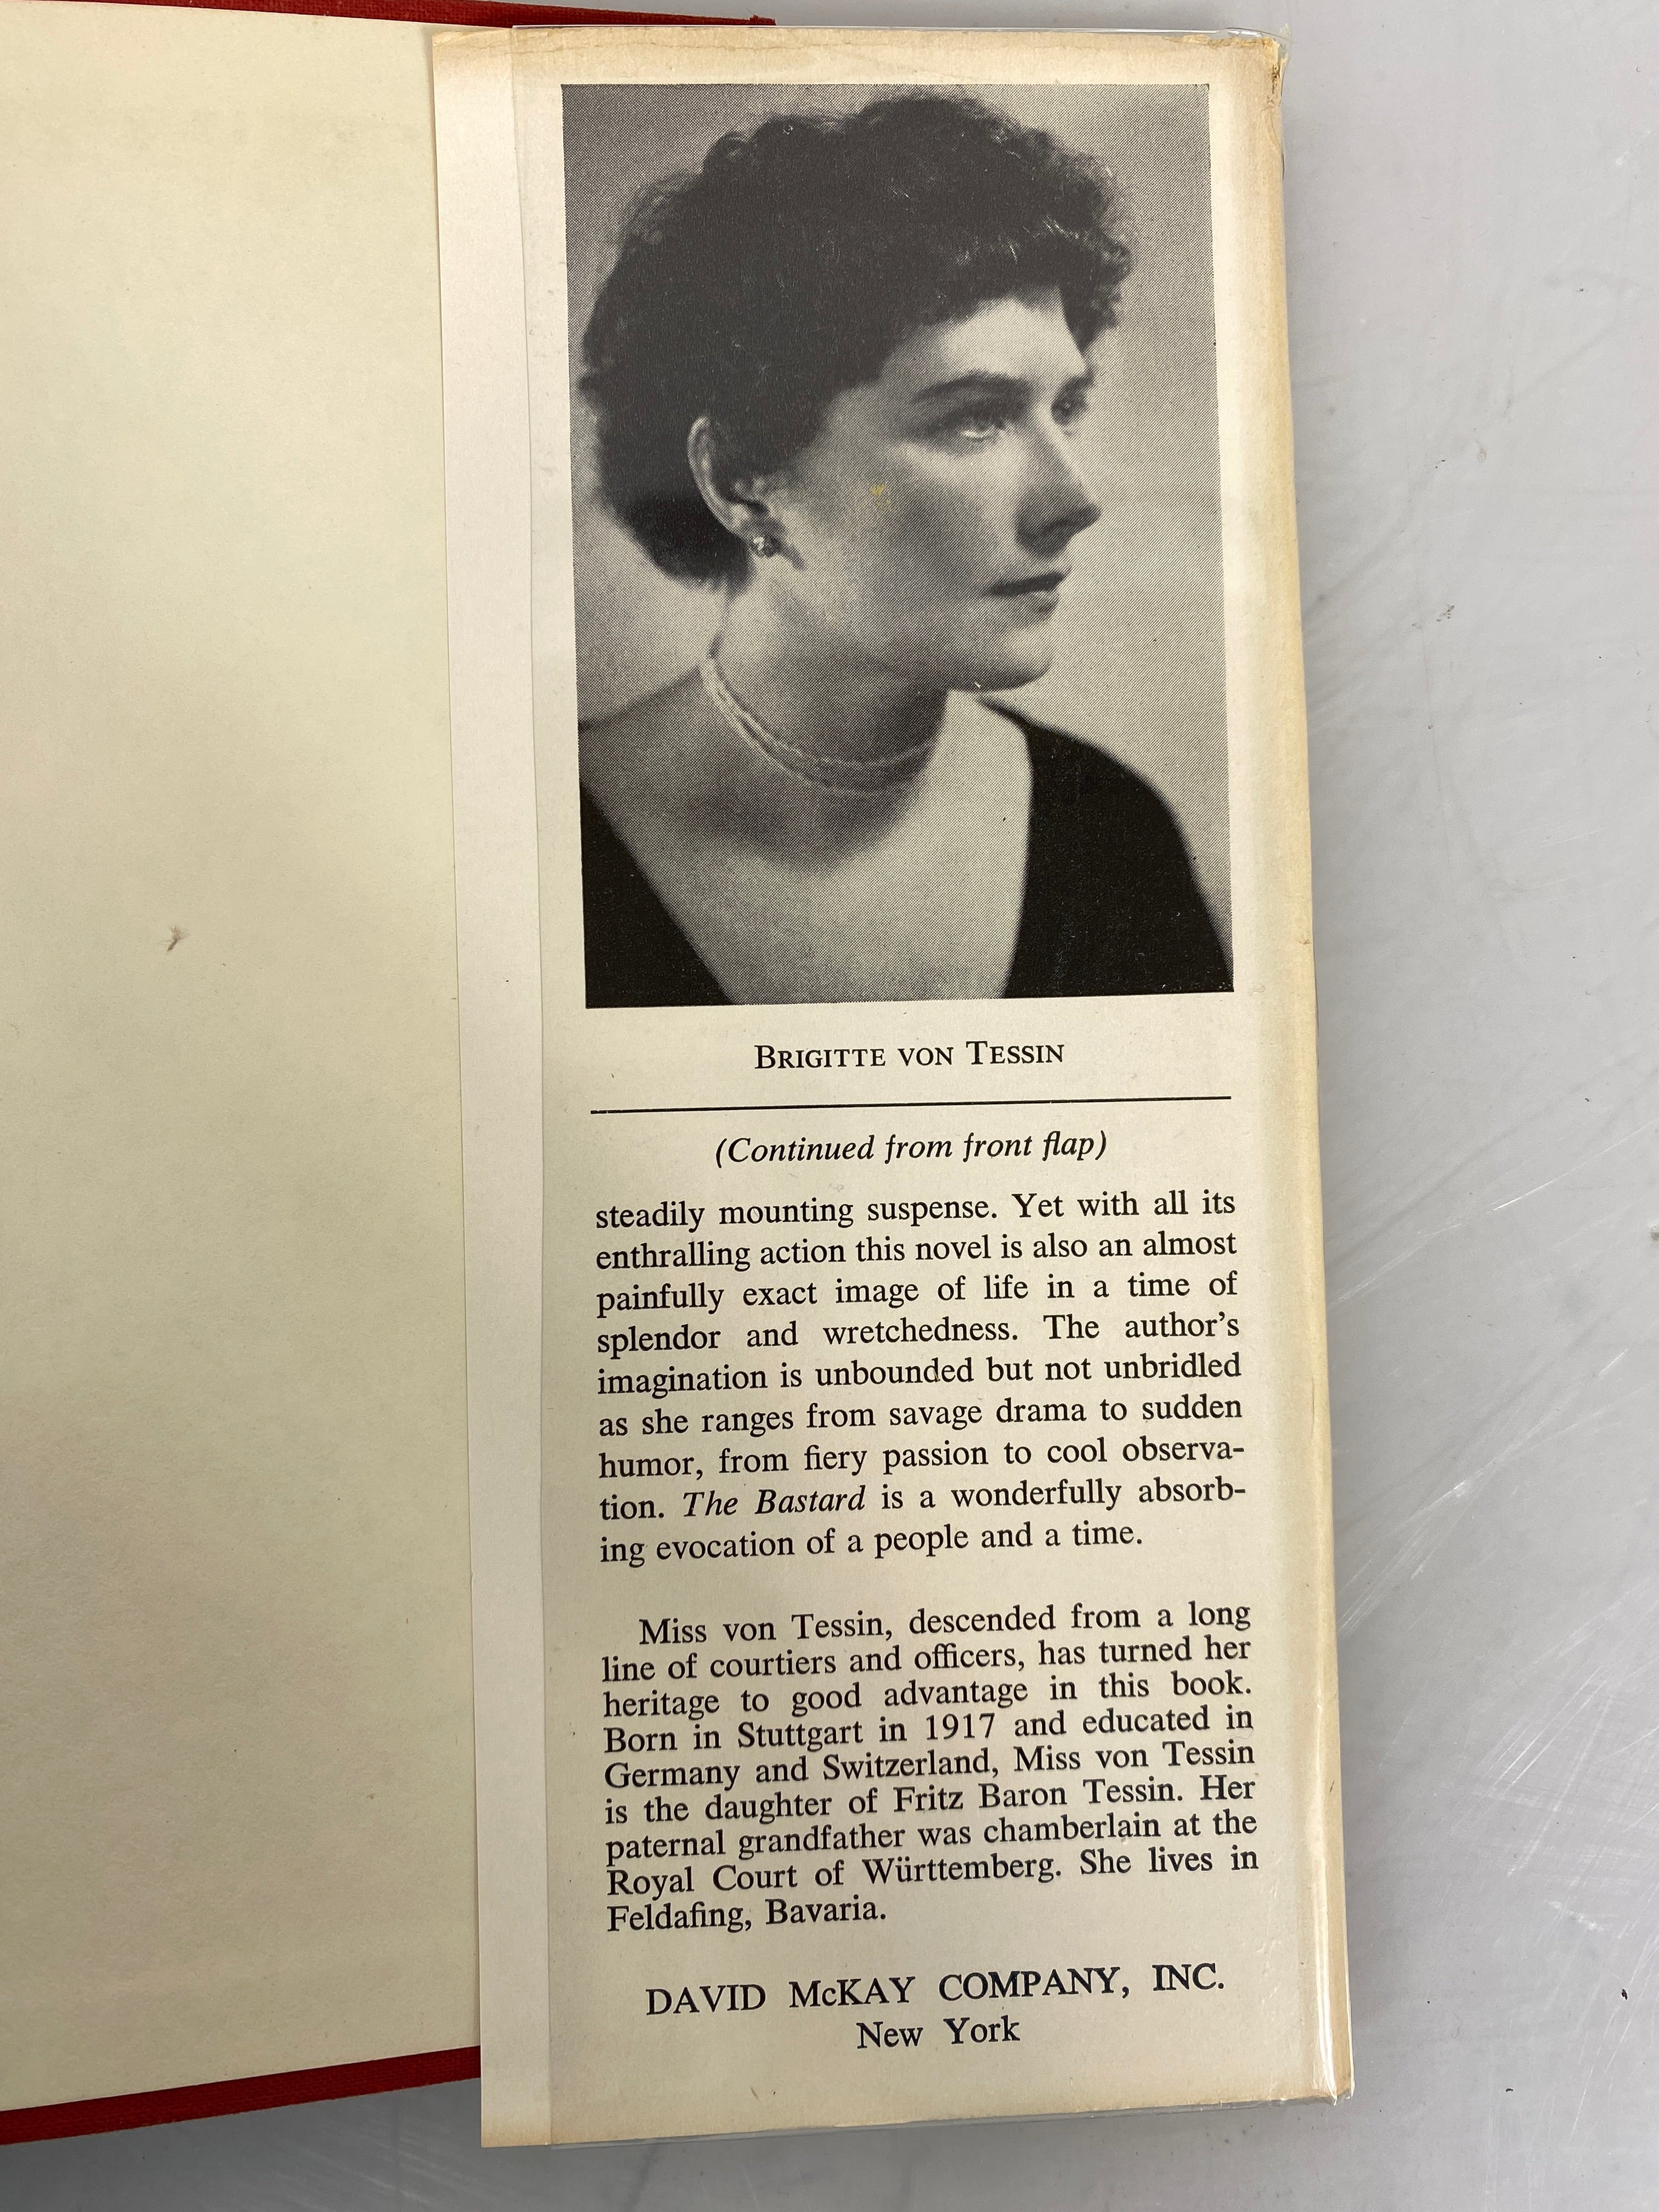 BRIGITTE VON TESSIN
(Continued from front flap)
steadily mounting suspense. Yet with all its
enthralling action this novel is also an almost
painfully exact image of life in a time of
splendor and wretchedness. The author's
imagination is unbounded but not unbridled
as she ranges from savage drama to sudden
humor, from fiery passion to cool observa-
tion. The Bastard is a wonderfully absorb-
ing evocation of a people and a time.
Miss von Tessin, descended from a long
line of courtiers and officers, has turned her
heritage to good advantage in this book.
Born in Stuttgart in 1917 and educated in
Germany and Switzerland, Miss von Tessin
is the daughter of Fritz Baron Tessin. Her
paternal grandfather was chamberlain at the
Royal Court of Württemberg. She lives in
Feldafing, Bavaria.
DAVID McKAY COMPANY, INC.
New York